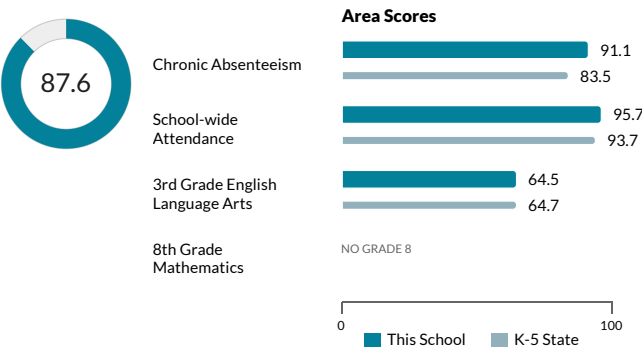 Area Scores
87.6
Chronic Absenteeism
91.1
83.5
School-wide
Attendance
95.7
93.7
3rd Grade English
Language Arts
64.5
64.7
8th Grade
Mathematics
NO GRADE 8
0
100
This School
K-5 State